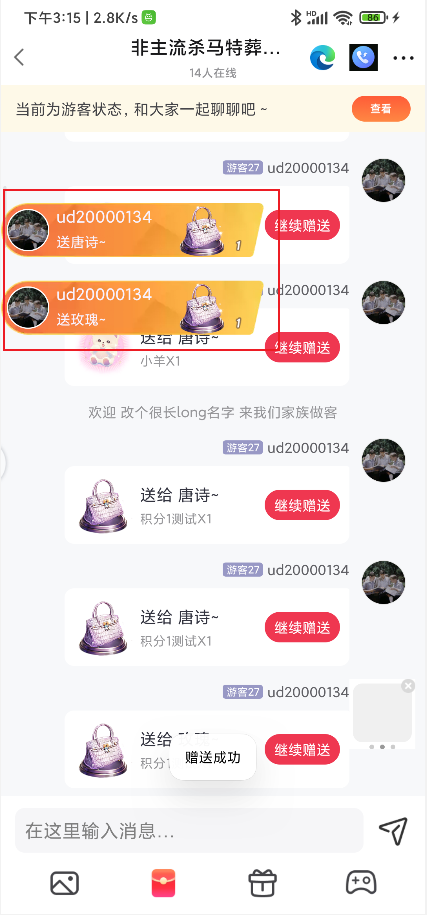 下午3:15 | 2.8K/s
HD
86
非主流杀马特葬...
14人在线
当前为游客状态，和大家一起聊聊吧 ~
查看
游客27 ud20000134
ud20000134
送唐诗~
1
继续赠送
ud20000134
ud20000134
送玫瑰~
1
继续赠送
小羊X1
欢迎 改个很长long名字 来我们家族做客
游客27 ud20000134
送给 唐诗~
积分1测试X1
继续赠送
游客27 ud20000134
送给 唐诗~
积分1测试X1
继续赠送
游客27 ud20000134
送给
积分1
继续赠送
赠送成功
在这里输入消息...